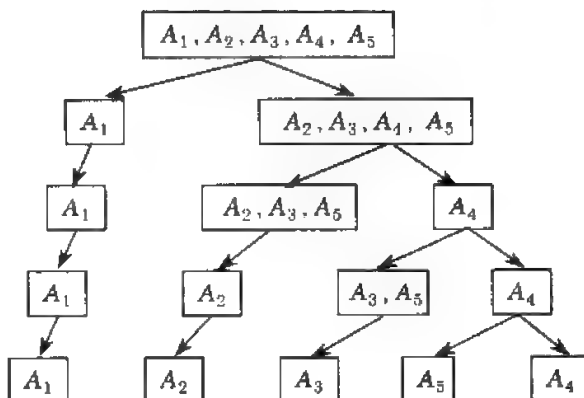 A₁, A₂, A₃, A₄, A₅
A₁ A₂, A₃, A₄, A₅
A₁ A₂, A₃, A₅ A₄
A₁ A₂ A₃, A₅ A₄
A₁ A₂ A₃ A₅ A₄